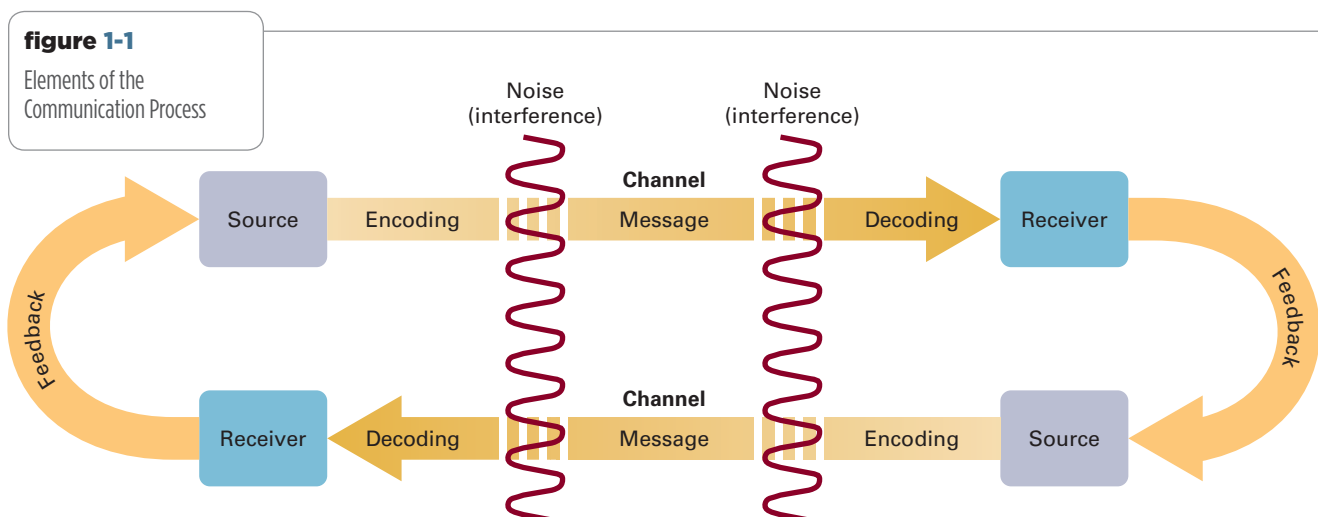 figure 1-1
Elements of the
Communication Process
Noise
(interference)
Noise
(interference)
Channel
Source
Encoding
Message
Decoding
Receiver
Feedback
Feedback
Channel
Receiver
Decoding
Message
Encoding
Source